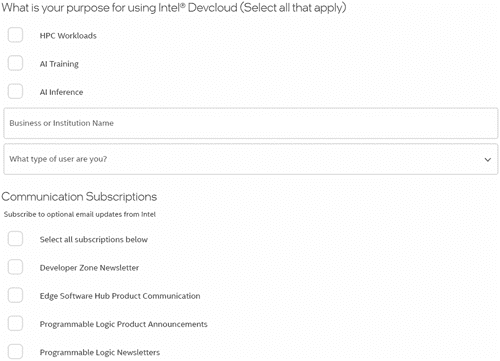 What is your purpose for using Intel® Devcloud (Select all that apply)
HPC Workloads
AI Training
AI Inference
Business or Institution Name
What type of user are you?
Communication Subscriptions
Subscribe to optional email updates from Intel
Select all subscriptions below
Developer Zone Newsletter
Edge Software Hub Product Communication
Programmable Logic Product Announcements
Programmable Logic Newsletters